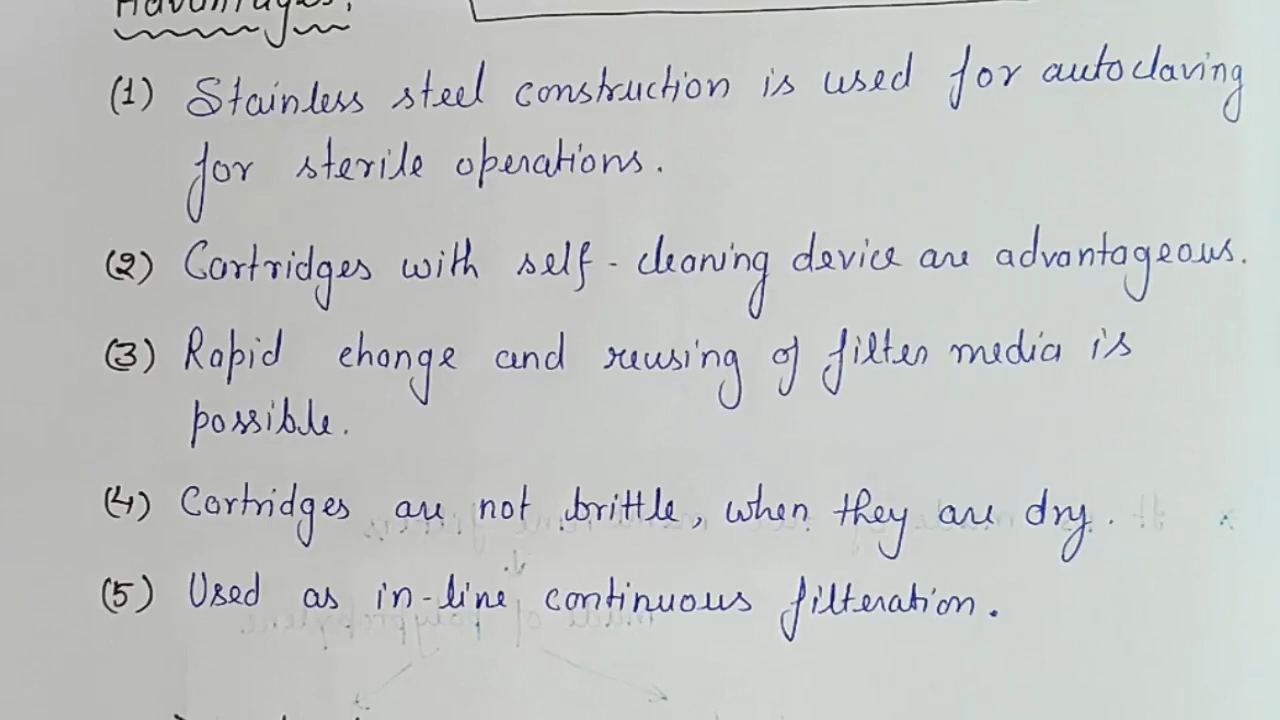 Advantages:
(1) Stainless steel construction is used for autoclaving
for sterile operations.
(2) Cartridges with self-cleaning device are advantageous.
(3) Rapid change and reusing of filter media is
possible.
(4) Cartridges are not brittle, when they are dry.
(5) Used as in-line continuous filteration.